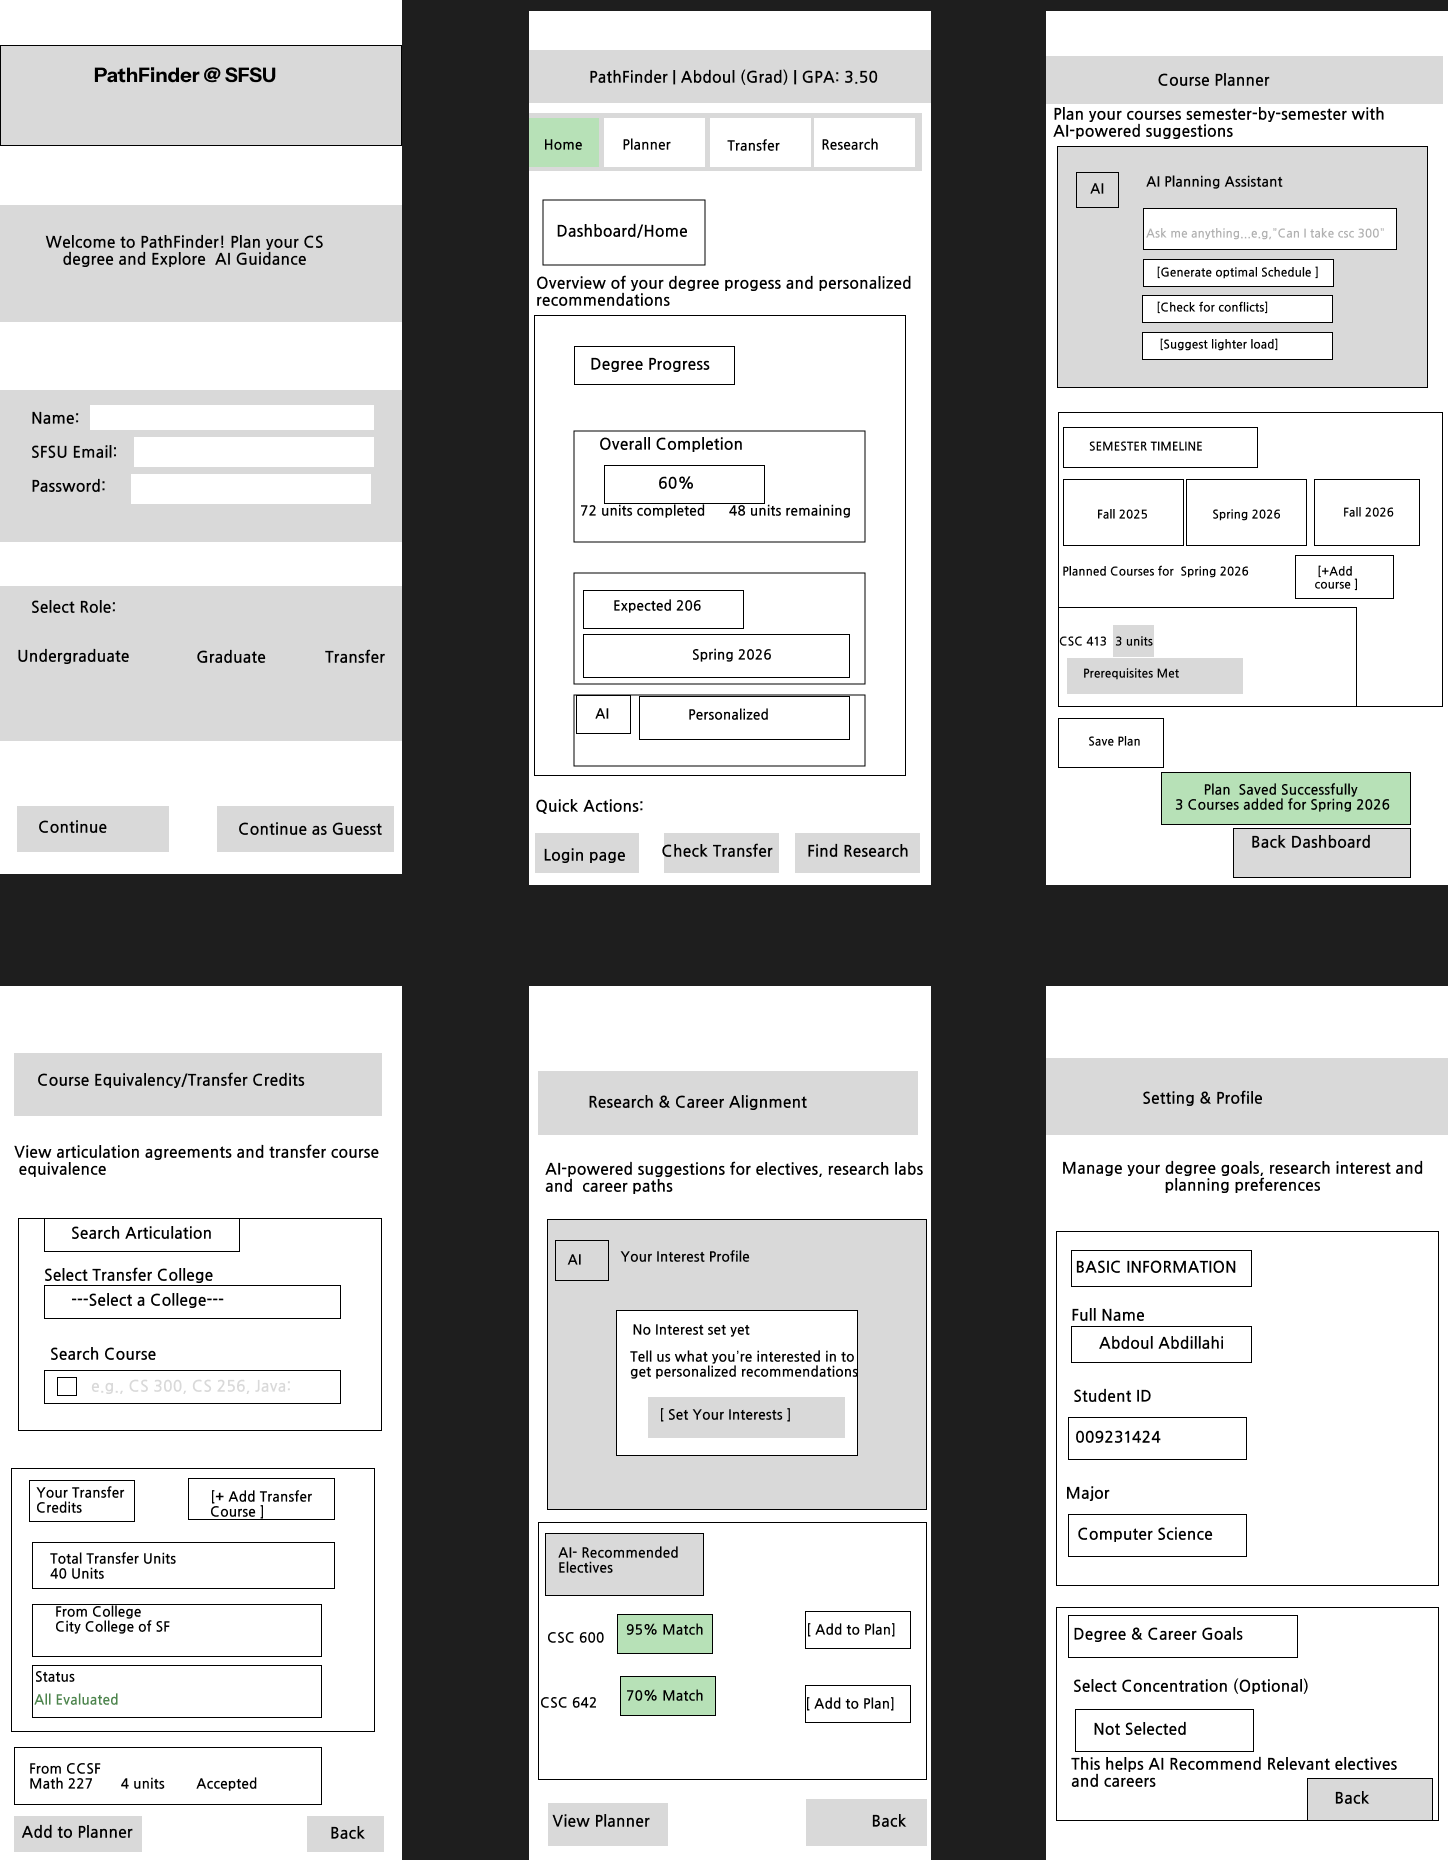 PathFinder @ SFSU
Welcome to PathFinder! Plan your CS
degree and Explore  AI Guidance
Name:
SFSU Email:
Password:
Select Role:
Undergraduate
Graduate
Transfer
Continue
Continue as Guesst
PathFinder | Abdoul (Grad) | GPA: 3.50
Home
Planner
Transfer
Research
Dashboard/Home
Overview of your degree progess and personalized
recommendations
Degree Progress
Overall Completion
60%
72 units completed
48 units remaining
Expected 206
Spring 2026
AI
Personalized
Quick Actions:
Login page
Check Transfer
Find Research
Course Planner
Plan your courses semester-by-semester with
AI-powered suggestions
AI
AI Planning Assistant
Ask me anything...e.g,"Can I take csc 300"
[Generate optimal Schedule ]
[Check for conflicts]
[Suggest lighter load]
SEMESTER TIMELINE
Fall 2025
Spring 2026
Fall 2026
Planned Courses for  Spring 2026
[+Add
course ]
CSC 413
3 units
Prerequisites Met
Save Plan
Plan  Saved Successfully
3 Courses added for Spring 2026
Back Dashboard
Course Equivalency/Transfer Credits
View articulation agreements and transfer course
equivalence
Search Articulation
Select Transfer College
---Select a College---
Search Course
e.g., CS 300, CS 256, Java:
Your Transfer
Credits
[+ Add Transfer
Course ]
Total Transfer Units
40 Units
From College
City College of SF
Status
All Evaluated
From CCSF
Math 227
4 units
Accepted
Add to Planner
Back
Research & Career Alignment
AI-powered suggestions for electives, research labs
and  career paths
AI
Your Interest Profile
No Interest set yet
Tell us what you're interested in to
get personalized recommendations
[ Set Your Interests ]
AI- Recommended
Electives
CSC 600
95% Match
[ Add to Plan]
CSC 642
70% Match
[ Add to Plan]
View Planner
Back
Setting & Profile
Manage your degree goals, research interest and
planning preferences
BASIC INFORMATION
Full Name
Abdoul Abdillahi
Student ID
009231424
Major
Computer Science
Degree & Career Goals
Select Concentration (Optional)
Not Selected
This helps AI Recommend Relevant electives
and careers
Back